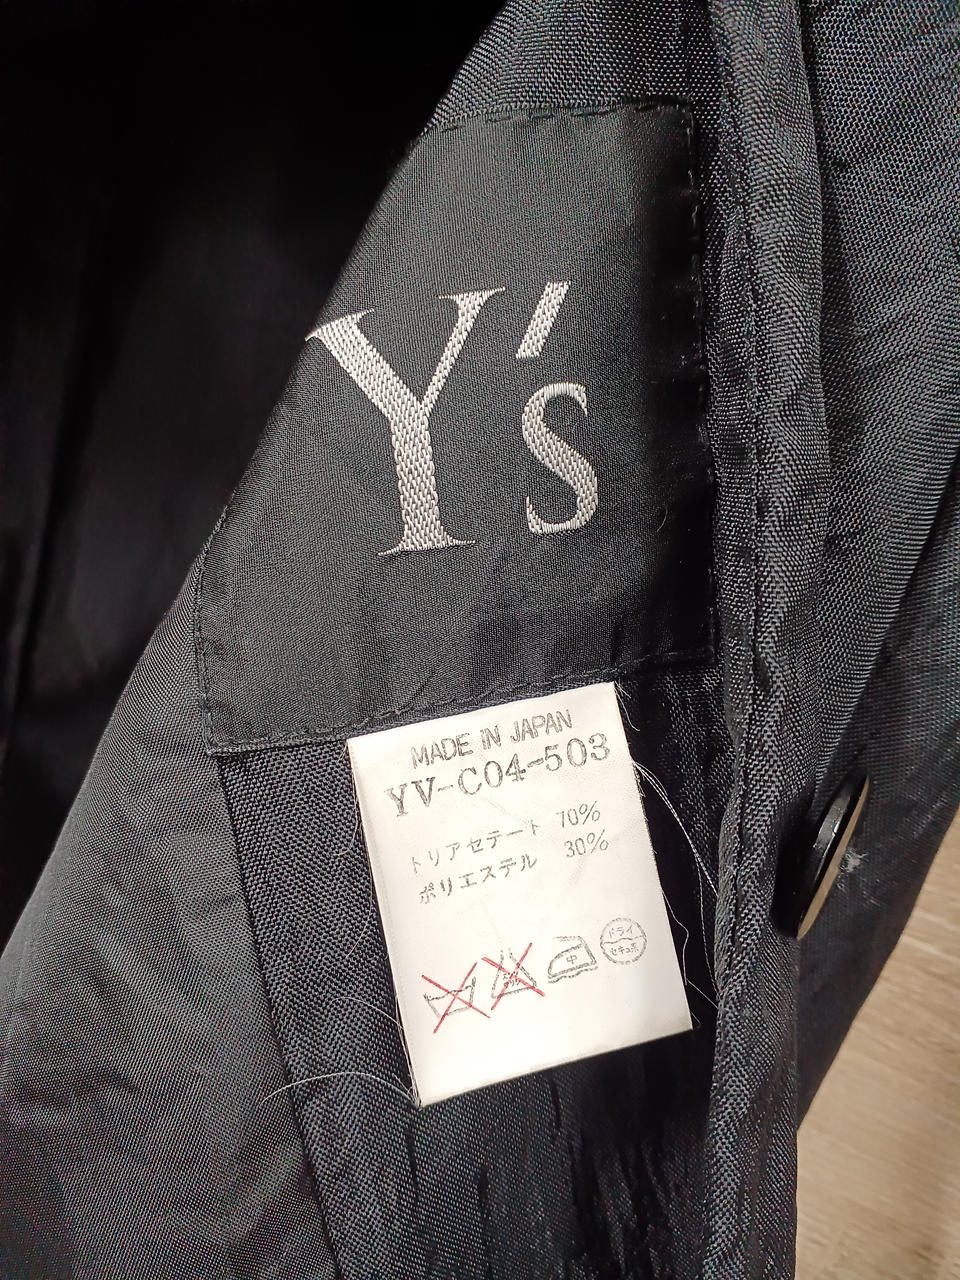 Y's
MADE IN JAPAN
YV-C04-503
トリアセテート 70%
ポリエステル 30%
中
ドライ
セキユ系